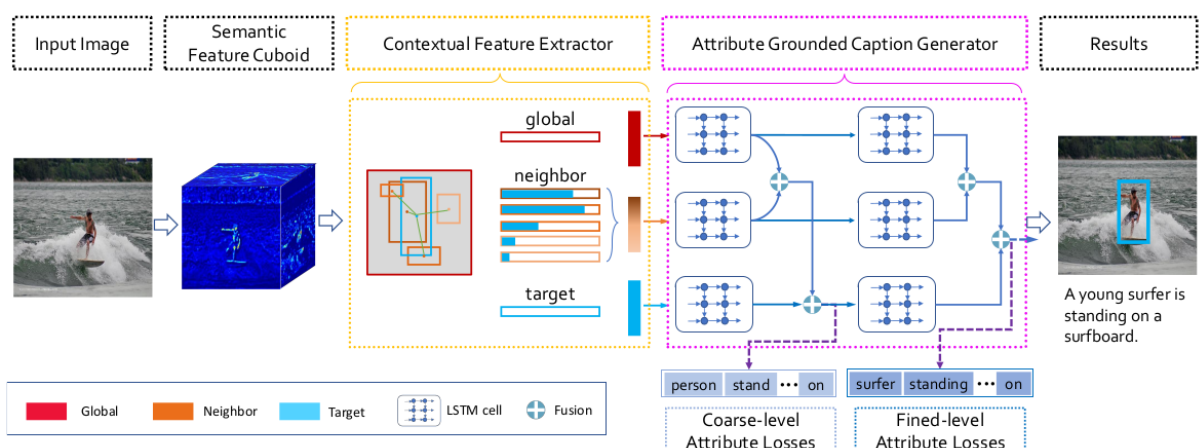 Input Image
Semantic
Feature Cuboid
Contextual Feature Extractor
Attribute Grounded Caption Generator
Results
global
neighbor
target
A young surfer is
standing on a
surfboard.
person stand ••• on
surfer standing ••• on
Coarse-level
Attribute Losses
Fined-level
Attribute Losses
Global
Neighbor
Target
LSTM cell
Fusion